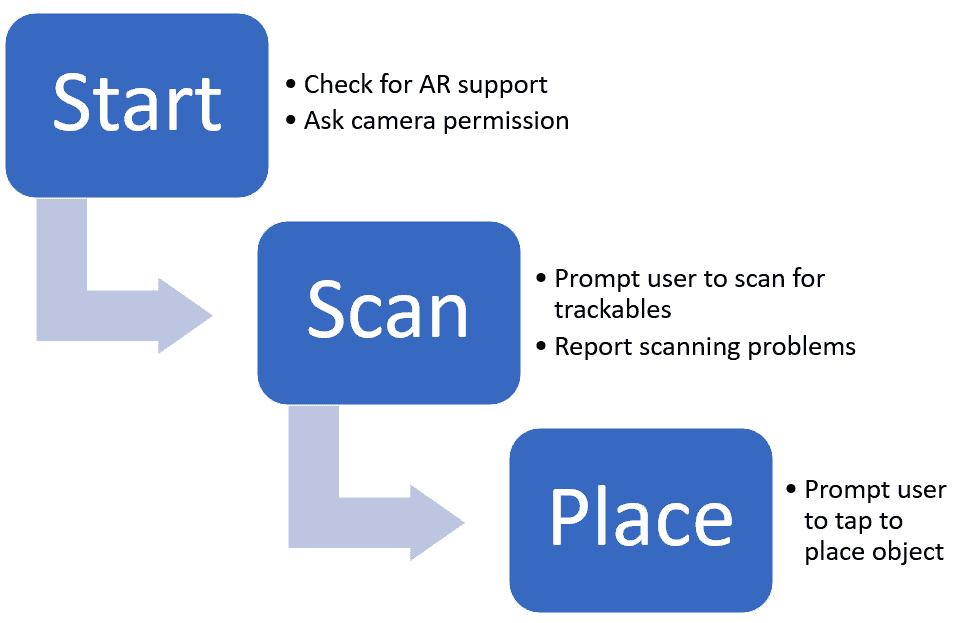 Start
• Check for AR support
• Ask camera permission
Scan
• Prompt user to scan for
trackables
• Report scanning problems
Place
• Prompt user
to tap to
place object